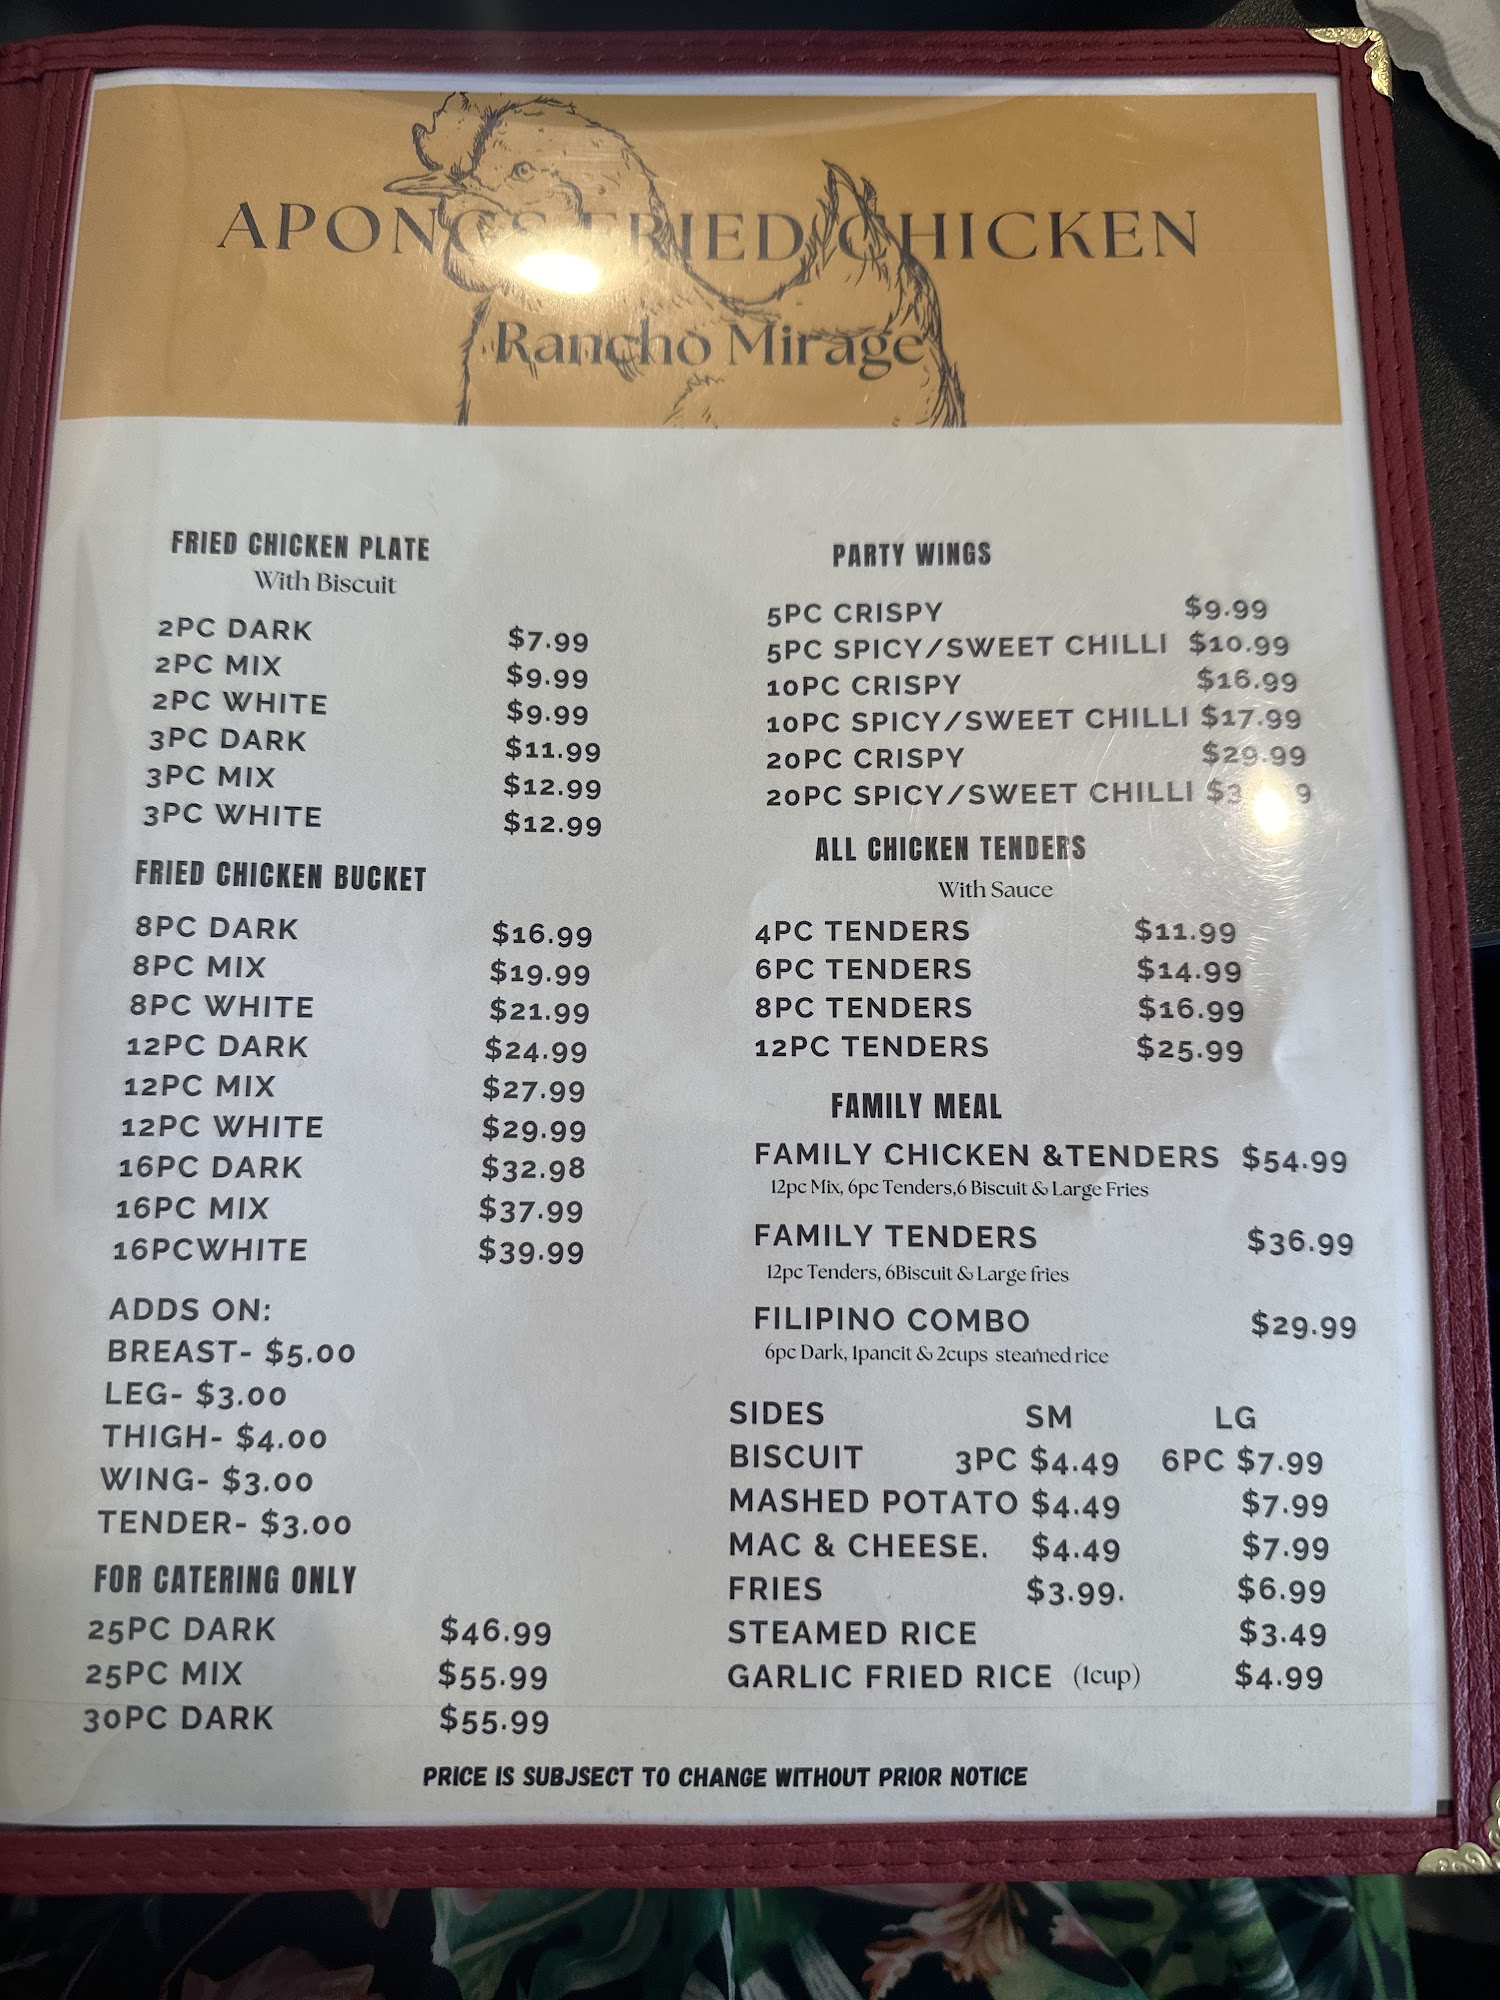 APONGS FRIED CHICKEN
Rancho Mirage
FRIED CHICKEN PLATE
With Biscuit
2PC DARK $7.99
2PC MIX $9.99
2PC WHITE $9.99
3PC DARK $11.99
3PC MIX $12.99
3PC WHITE $12.99
FRIED CHICKEN BUCKET
8PC DARK $16.99
8PC MIX $19.99
8PC WHITE $21.99
12PC DARK $24.99
12PC MIX $27.99
12PC WHITE $29.99
16PC DARK $32.98
16PC MIX $37.99
16PCWHITE $39.99
ADDS ON:
BREAST- $5.00
LEG- $3.00
THIGH- $4.00
WING- $3.00
TENDER- $3.00
FOR CATERING ONLY
25PC DARK $46.99
25PC MIX $55.99
30PC DARK $55.99
PARTY WINGS
5PC CRISPY $9.99
5PC SPICY/SWEET CHILLI $10.99
10PC CRISPY $16.99
10PC SPICY/SWEET CHILLI $17.99
20PC CRISPY $29.99
20PC SPICY/SWEET CHILLI
ALL CHICKEN TENDERS
With Sauce
4PC TENDERS $11.99
6PC TENDERS $14.99
8PC TENDERS $16.99
12PC TENDERS $25.99
FAMILY MEAL
FAMILY CHICKEN &TENDERS $54.99
12pc Mix, 6pc Tenders,6 Biscuit & Large Fries
FAMILY TENDERS $36.99
12pc Tenders, 6Biscuit & Large fries
FILIPINO COMBO $29.99
6pc Dark, 1pancit & 2cups steamed rice
SIDES SM LG
BISCUIT 3PC $4.49 6PC $7.99
MASHED POTATO $4.49 $7.99
MAC & CHEESE. $4.49 $7.99
FRIES $3.99. $6.99
STEAMED RICE $3.49
GARLIC FRIED RICE (1cup) $4.99
PRICE IS SUBJSECT TO CHANGE WITHOUT PRIOR NOTICE